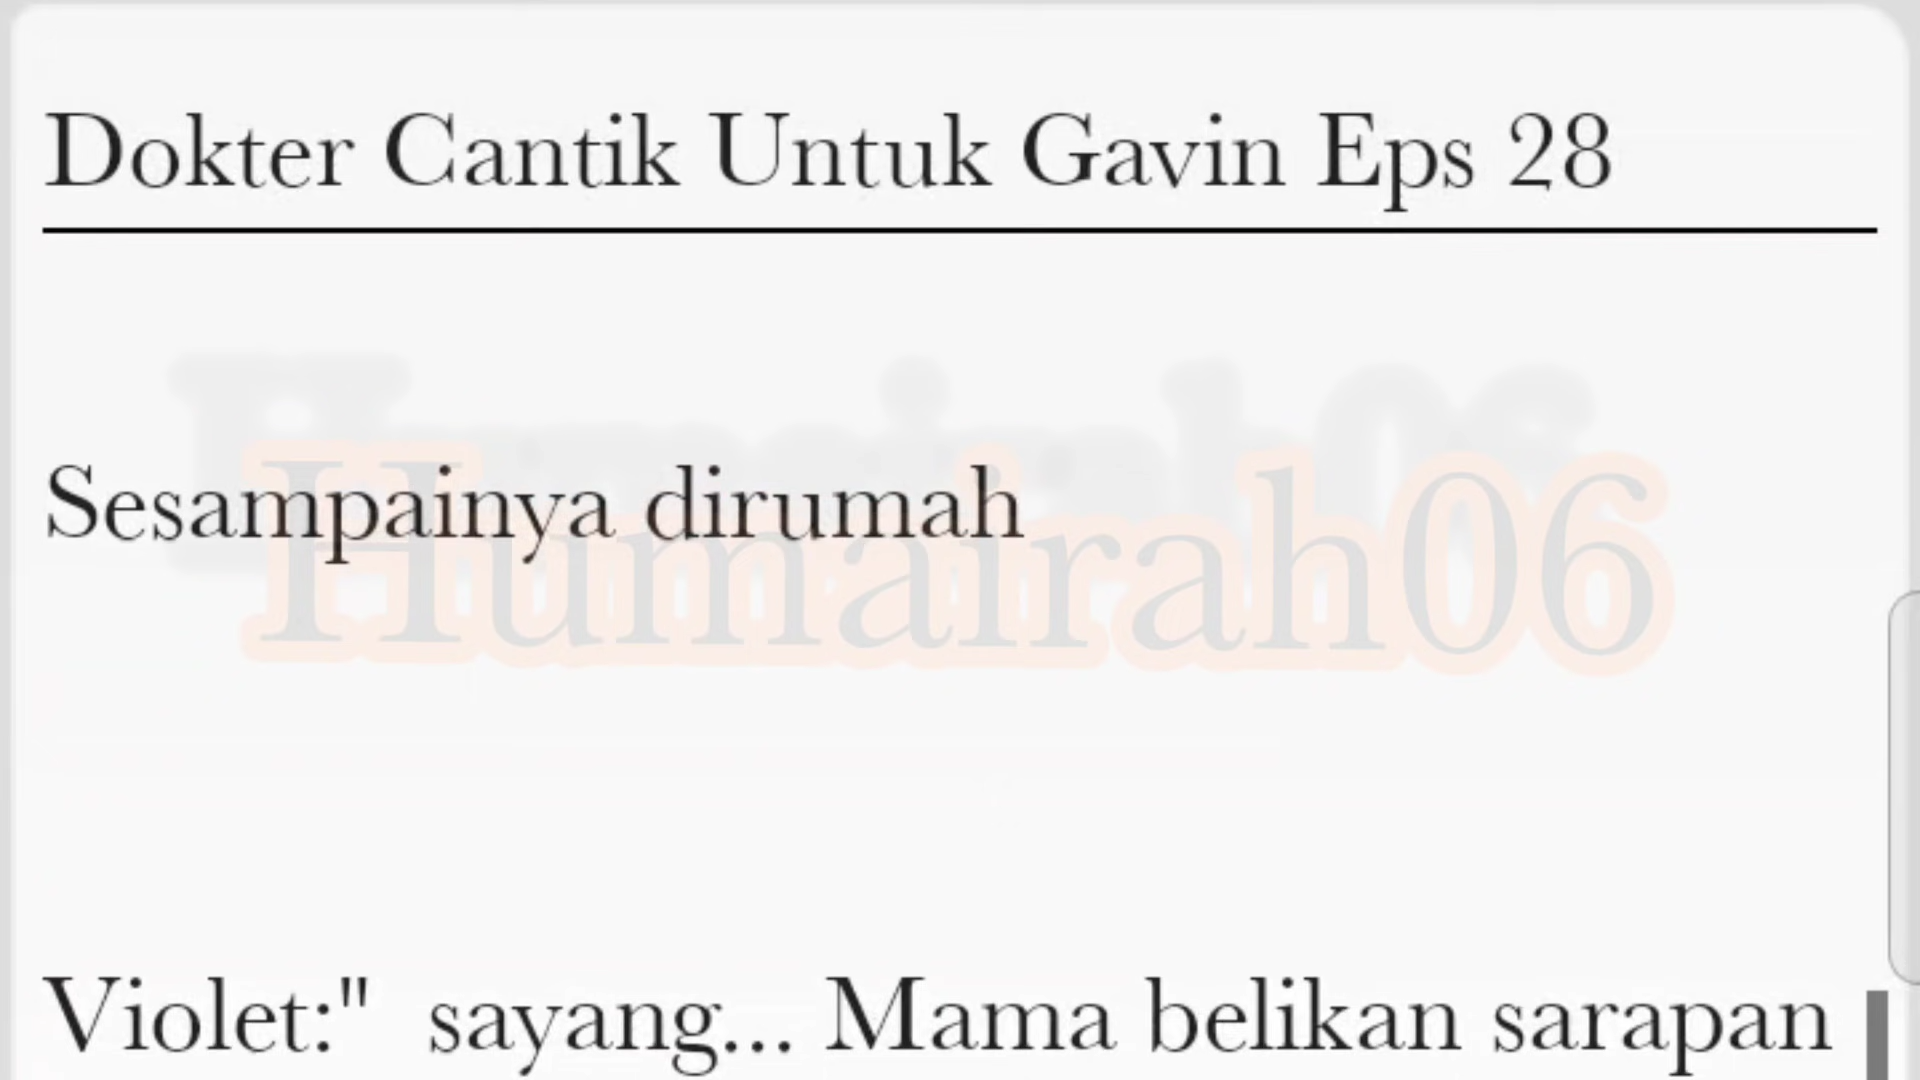 Dokter Cantik Untuk Gavin Eps 28
Sesampainya dirumah
Humairah06
Violet:"  sayang... Mama belikan sarapan